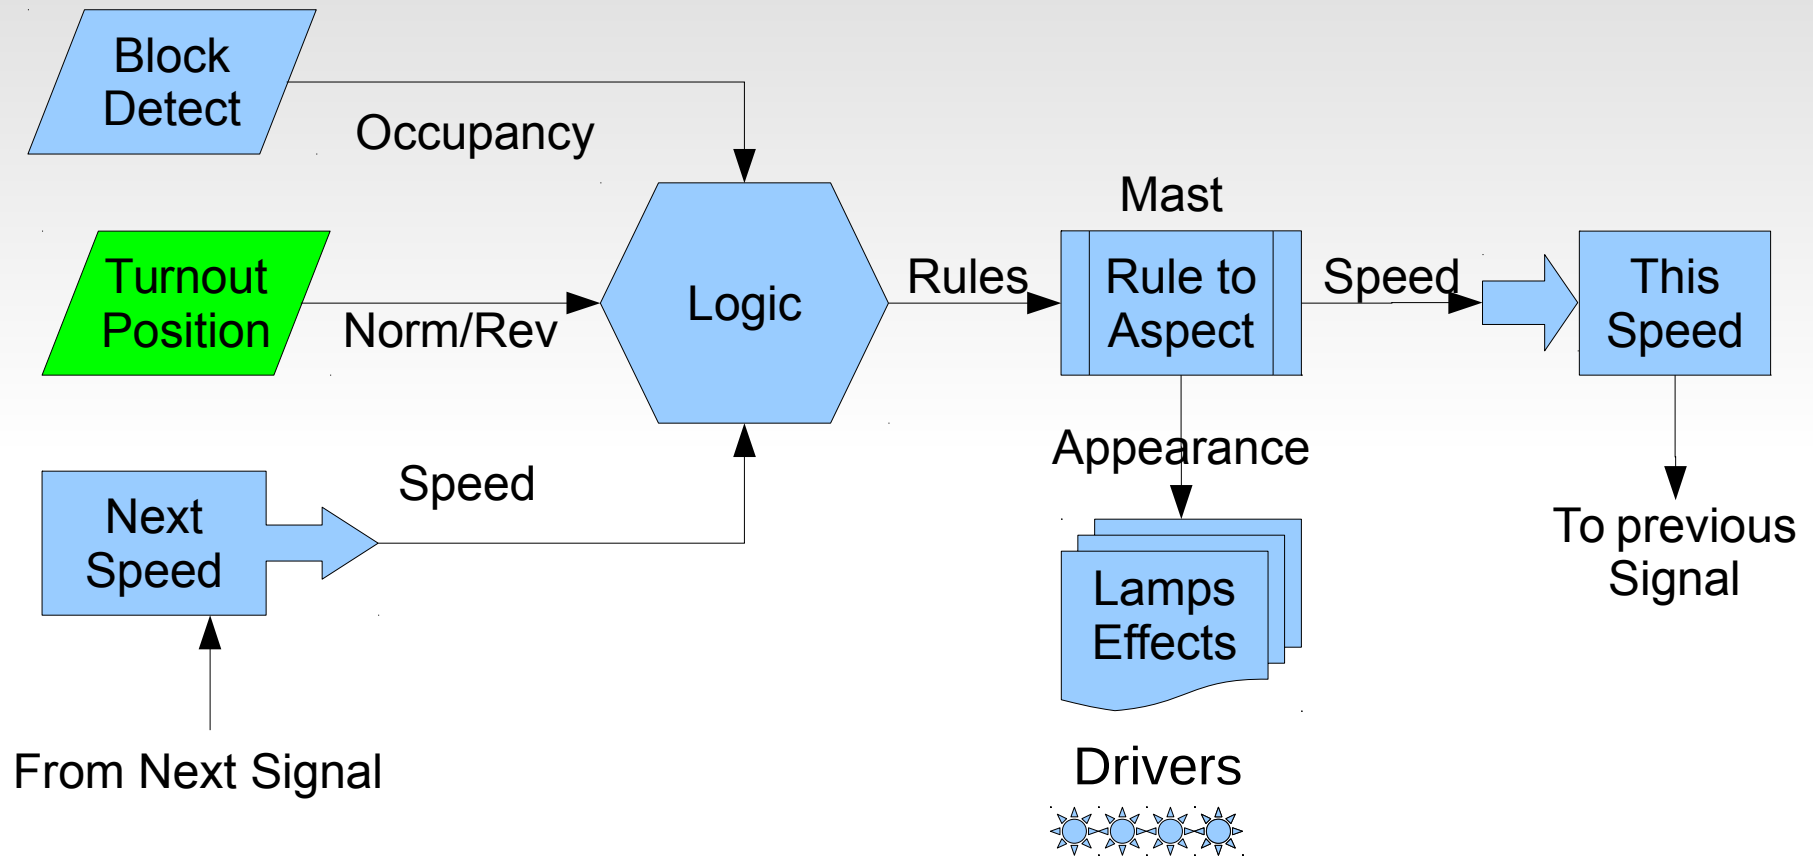 Block
Detect
Occupancy
Turnout
Position
Norm/Rev
Next
Speed
Speed
From Next Signal
Logic
Rules
Mast
Rule to
Aspect
Speed
This
Speed
Appearance
Lamps
Effects
To previous
Signal
Drivers